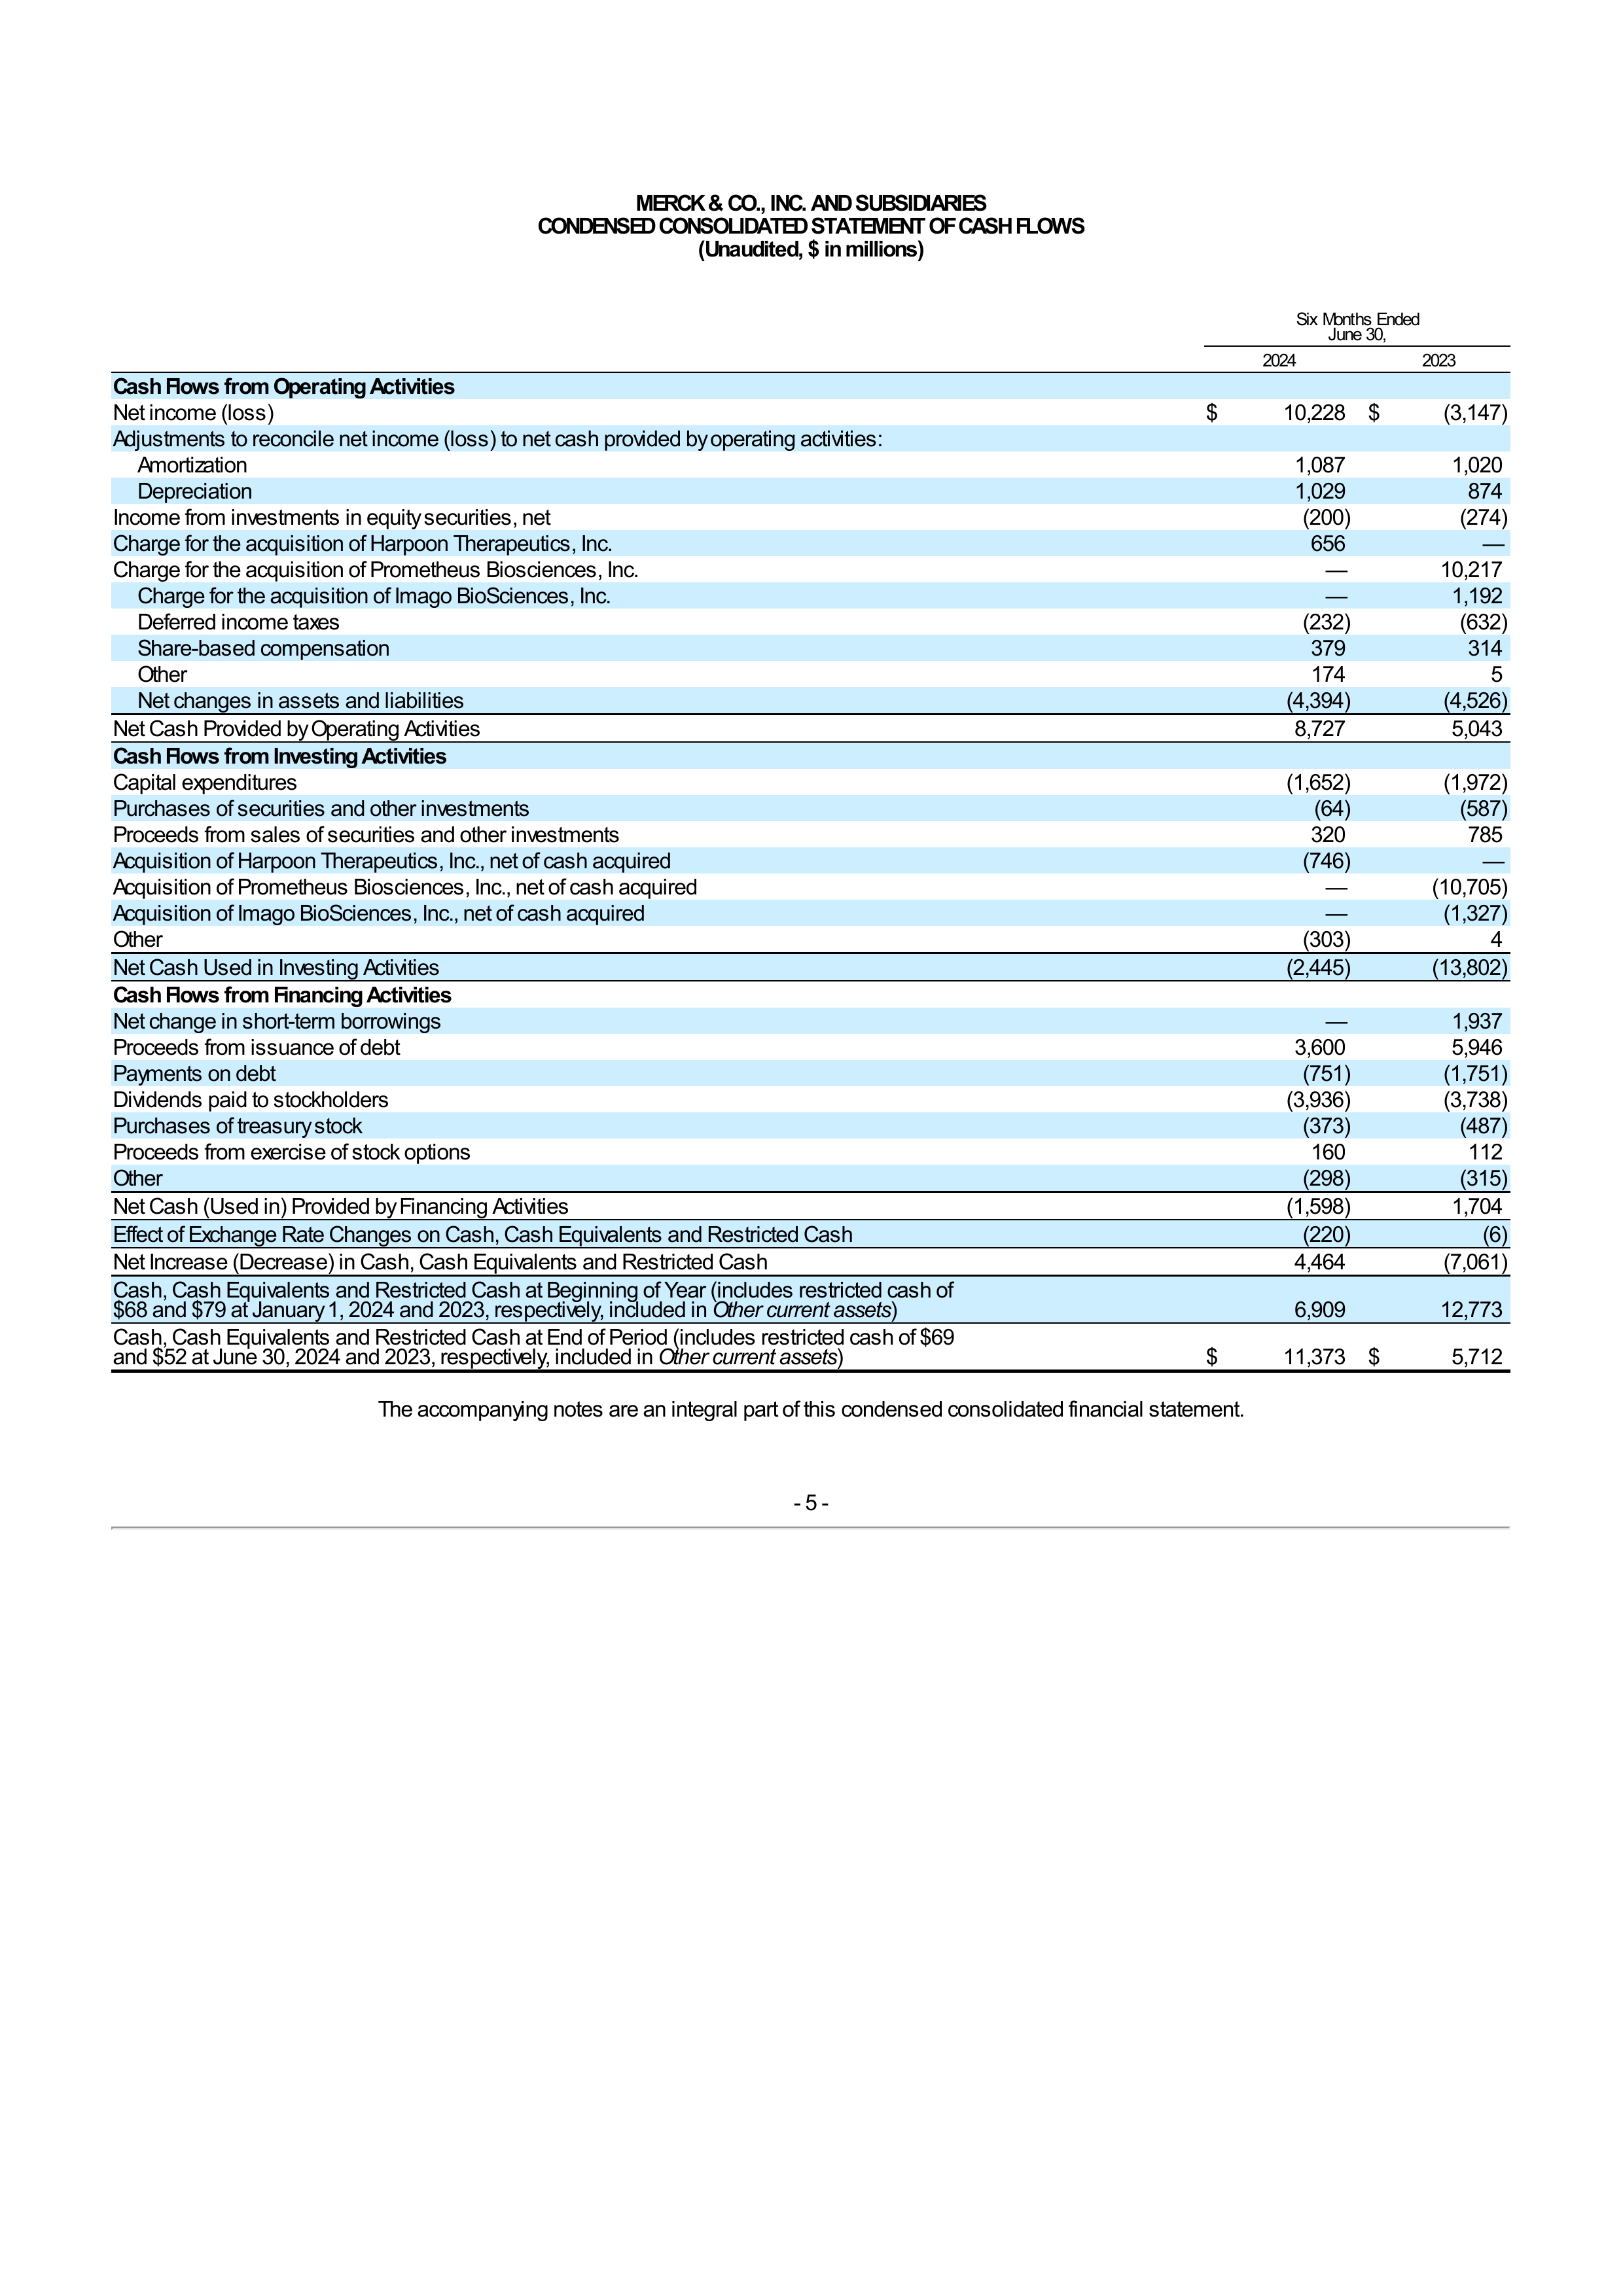 MERCK & CO., INC. AND SUBSIDIARIES
CONDENSED CONSOLIDATED STATEMENT OF CASH FLOWS
(Unaudited, $ in millions)
Six Months Ended
June 30,
2024 2023
Cash Flows from Operating Activities
Net income (loss) $ 10,228 $ (3,147)
Adjustments to reconcile net income (loss) to net cash provided by operating activities:
Amortization 1,087 1,020
Depreciation 1,029 874
Income from investments in equity securities, net (200) (274)
Charge for the acquisition of Harpoon Therapeutics, Inc. 656 —
Charge for the acquisition of Prometheus Biosciences, Inc. — 10,217
Charge for the acquisition of Imago BioSciences, Inc. — 1,192
Deferred income taxes (232) (632)
Share-based compensation 379 314
Other 174 5
Net changes in assets and liabilities (4,394) (4,526)
Net Cash Provided by Operating Activities 8,727 5,043
Cash Flows from Investing Activities
Capital expenditures (1,652) (1,972)
Purchases of securities and other investments (64) (587)
Proceeds from sales of securities and other investments 320 785
Acquisition of Harpoon Therapeutics, Inc., net of cash acquired (746) —
Acquisition of Prometheus Biosciences, Inc., net of cash acquired — (10,705)
Acquisition of Imago BioSciences, Inc., net of cash acquired — (1,327)
Other (303) 4
Net Cash Used in Investing Activities (2,445) (13,802)
Cash Flows from Financing Activities
Net change in short-term borrowings — 1,937
Proceeds from issuance of debt 3,600 5,946
Payments on debt (751) (1,751)
Dividends paid to stockholders (3,936) (3,738)
Purchases of treasury stock (373) (487)
Proceeds from exercise of stock options 160 112
Other (298) (315)
Net Cash (Used in) Provided by Financing Activities (1,598) 1,704
Effect of Exchange Rate Changes on Cash, Cash Equivalents and Restricted Cash (220) (6)
Net Increase (Decrease) in Cash, Cash Equivalents and Restricted Cash 4,464 (7,061)
Cash, Cash Equivalents and Restricted Cash at Beginning of Year (includes restricted cash of
$68 and $79 at January 1, 2024 and 2023, respectively, included in Other current assets) 6,909 12,773
Cash, Cash Equivalents and Restricted Cash at End of Period (includes restricted cash of $69
and $52 at June 30, 2024 and 2023, respectively, included in Other current assets) $ 11,373 $ 5,712
The accompanying notes are an integral part of this condensed consolidated financial statement.
- 5 -